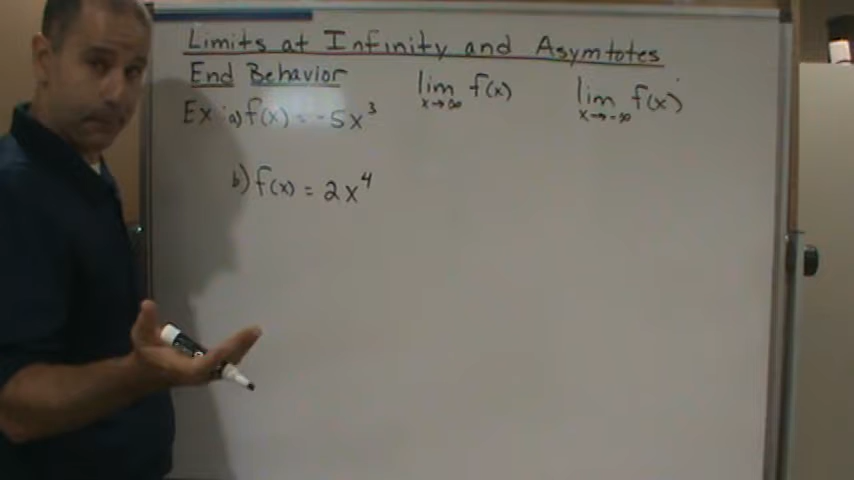 Limits at Infinity and Asymtotes
End Behavior lim x→∞ f(x) lim x→-∞ f(x)
Ex: a) f(x) = -5x³
b) f(x) = 2x⁴